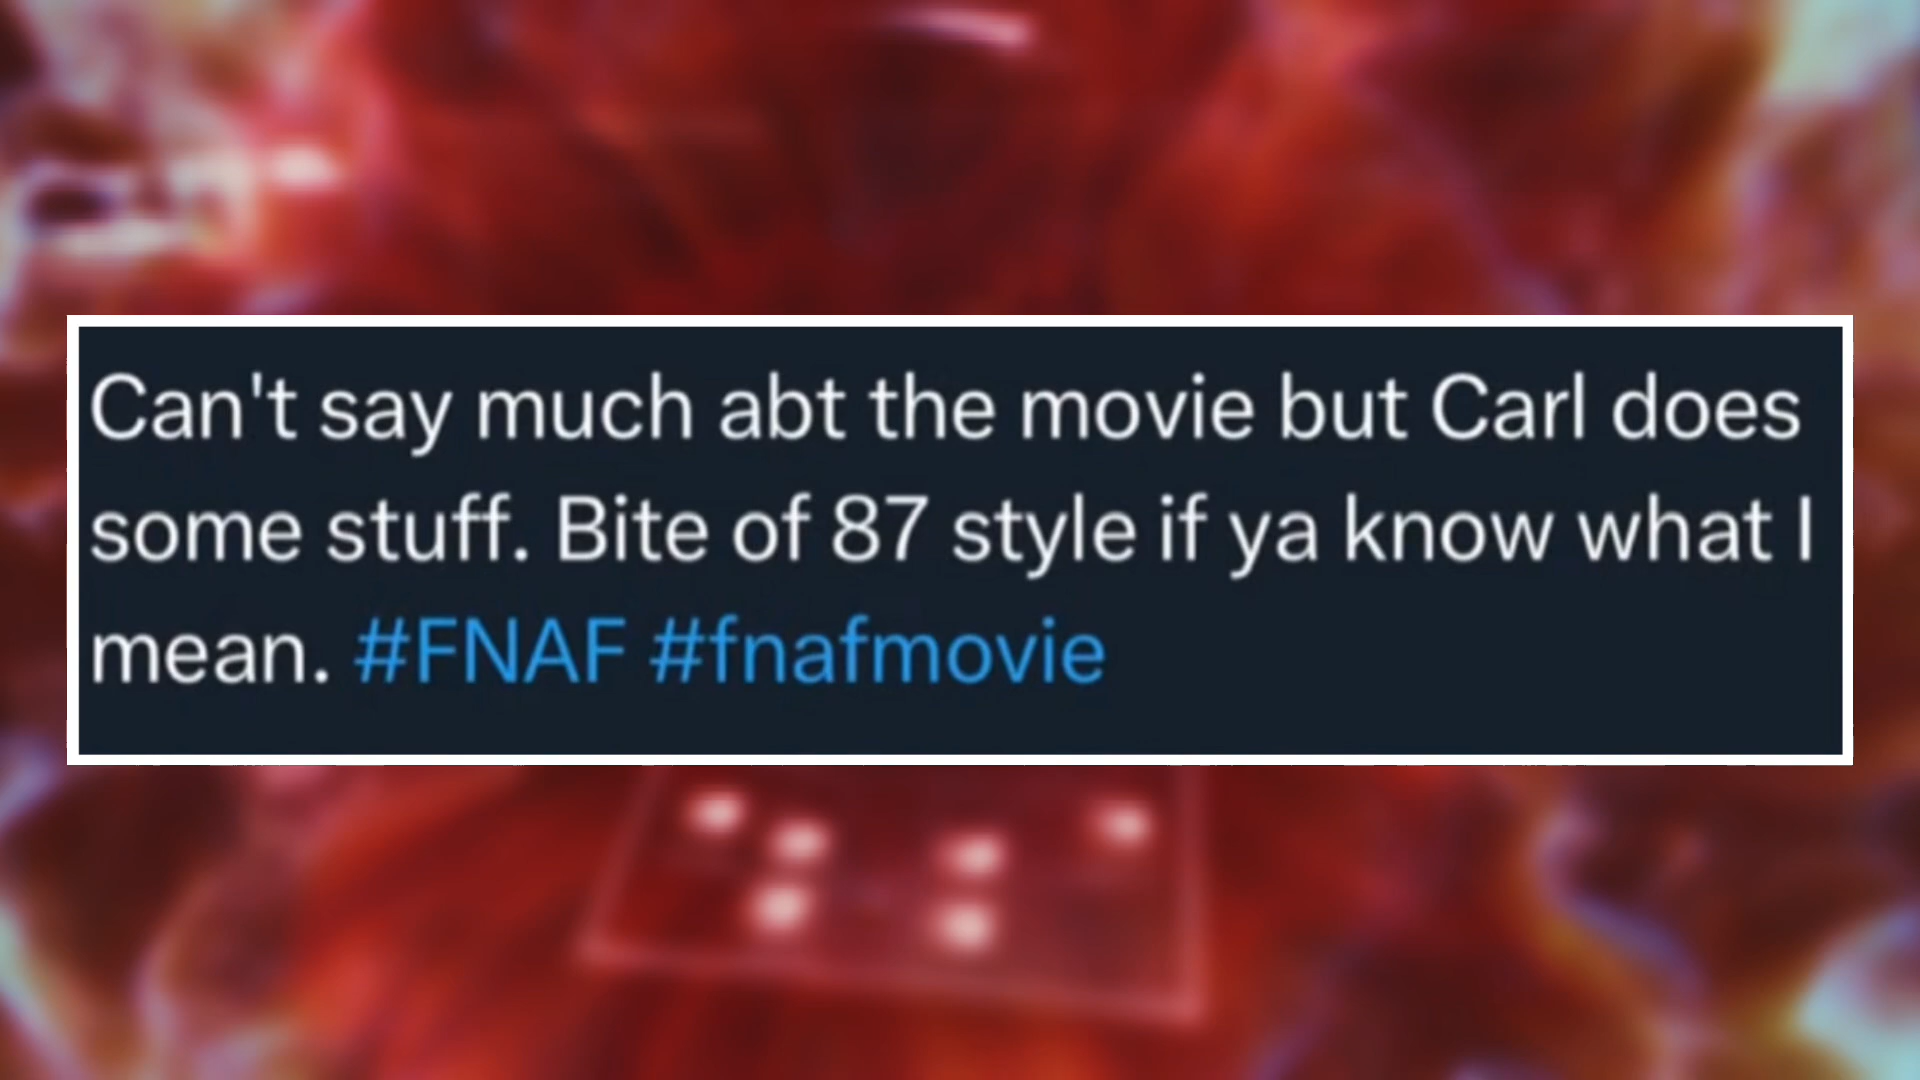 Can't say much abt the movie but Carl does
some stuff. Bite of 87 style if ya know what I
mean. #FNAF #fnafmovie